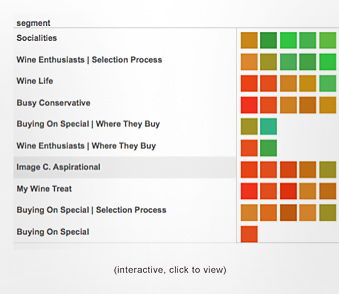 segment
Socialities
Wine Enthusiasts | Selection Process
Wine Life
Busy Conservative
Buying On Special | Where They Buy
Wine Enthusiasts | Where They Buy
Image C. Aspirational
My Wine Treat
Buying On Special | Selection Process
Buying On Special
(interactive, click to view)